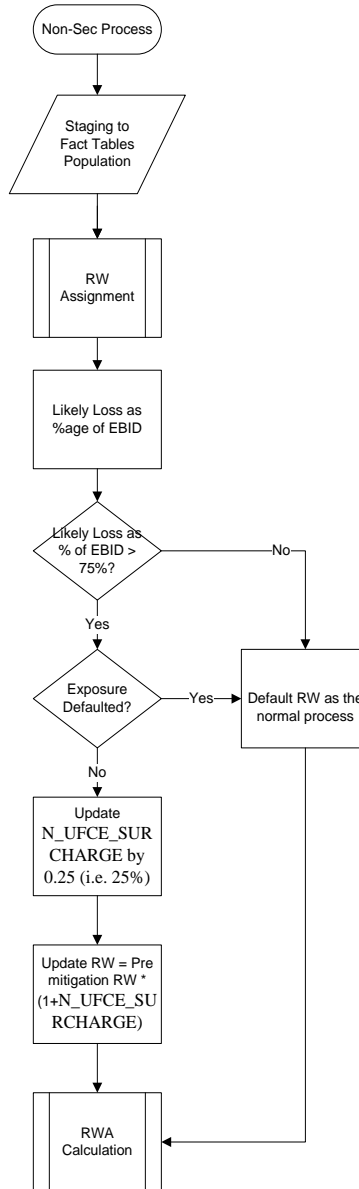 Non-Sec Process
Staging to
Fact Tables
Population
RW
Assignment
Likely Loss as
%age of EBID
Likely Loss as
% of EBID >
75%?
No
Yes
Exposure
Defaulted?
Yes
Default RW as the
normal process
No
Update
N_UFCE_SUR
CHARGE by
0.25 (i.e. 25%)
Update RW = Pre
mitigation RW *
(1+N_UFCE_SU
RCHARGE)
RWA
Calculation